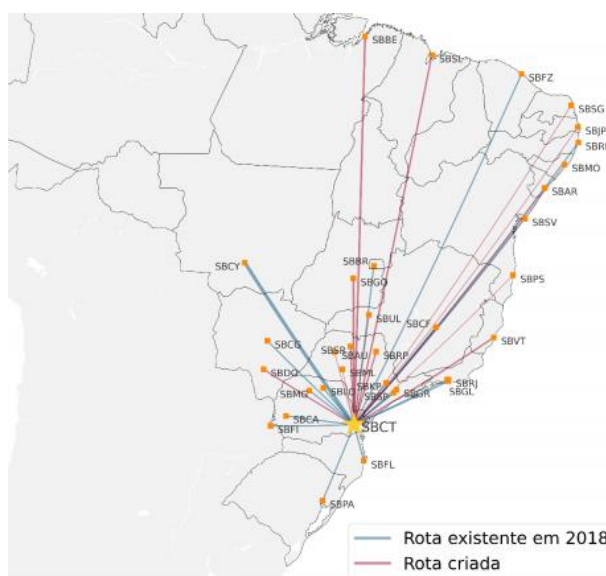 SBBE
SBSL
SBFZ
SBSG
SBJP
SBR
SBMO
SBAR
SBSV
SBBR
SBCY
SBGO
SBPS
SBUL
SBCF
SBVT
SBCG
SBSR
SBAU
SBRP
SBDO
SBML
SBRJ
SBKP
SBLO
SBGL
SBMG
SBSP
SBGR
SBCA
SBCT
SBFI
SBFL
SBPA
Rota existente em 2018
Rota criada